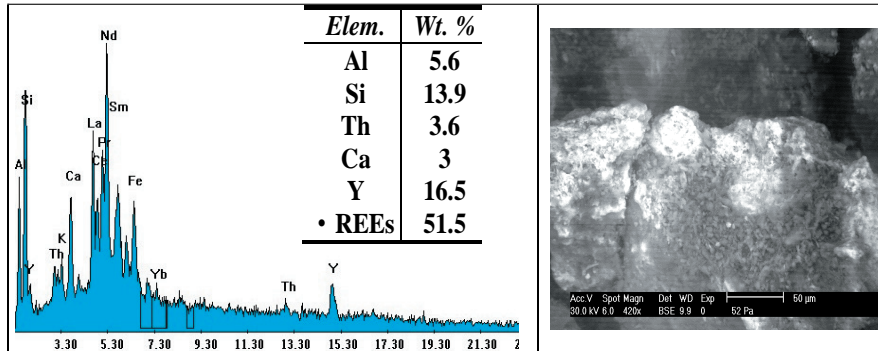 Elem. Wt. %
Al 5.6
Si 13.9
Th 3.6
Ca 3
Y 16.5
• REEs 51.5
Nd
Si
Sm
La
Pr
Ce
Al
Ca
Fe
K
Th
Y
Yb
Th
Y
3.30 5.30 7.30 9.30 11.30 13.30 15.30 17.30 19.30 21.30 2
Acc.V Spot Magn Det WD Exp 50 µm
30.0 kV 6.0 420x BSE 9.9 0 52 Pa